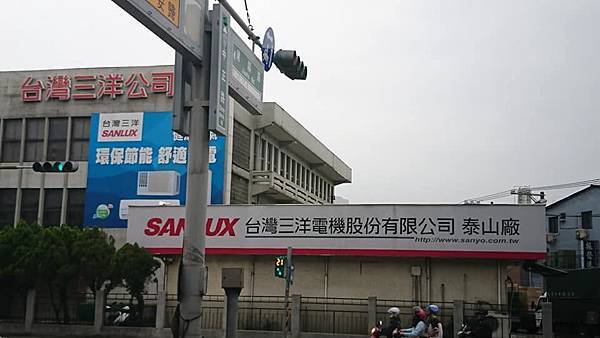 台灣三洋公司
台灣三洋
SANLUX
環保節能 舒適
電
SANLUX 台灣三洋電機股份有限公司 泰山廠
http://www.sanyo.com.tw